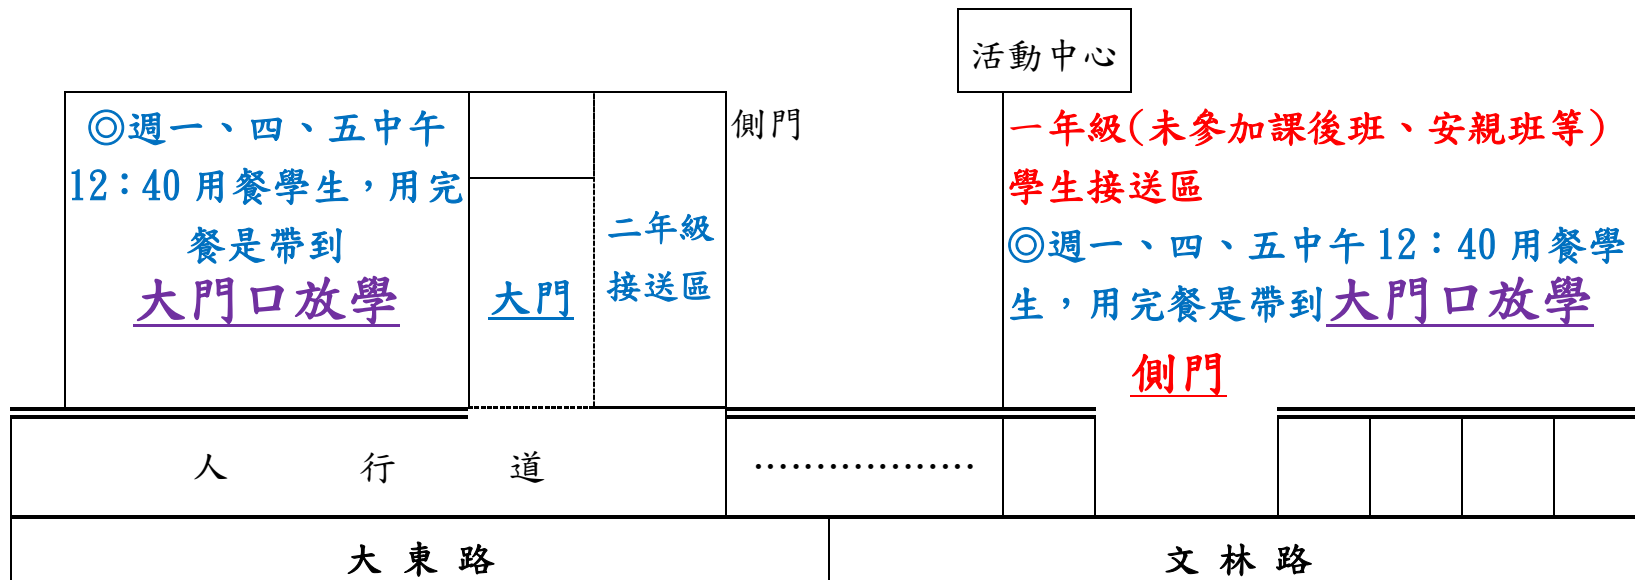 活動中心
◎週一、四、五中午
12：40 用餐學生，用完
餐是帶到
大門口放學
大門
二年級
接送區
側門
一年級(未參加課後班、安親班等)
學生接送區
◎週一、四、五中午 12：40 用餐學
生，用完餐是帶到大門口放學
側門
人 行 道
………………
大東路
文林路